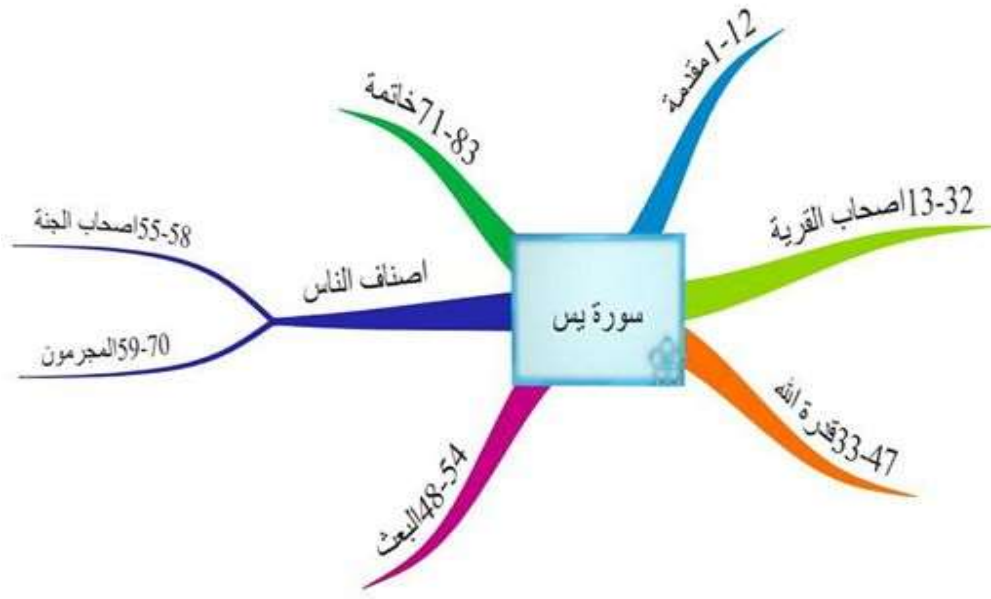 سورة يس
1-12مقدمة
13-32اصحاب القرية
33-47قدرة الله
48-54البعث
اصناف الناس
55-58اصحاب الجنة
59-70المجرمون
71-83خاتمة